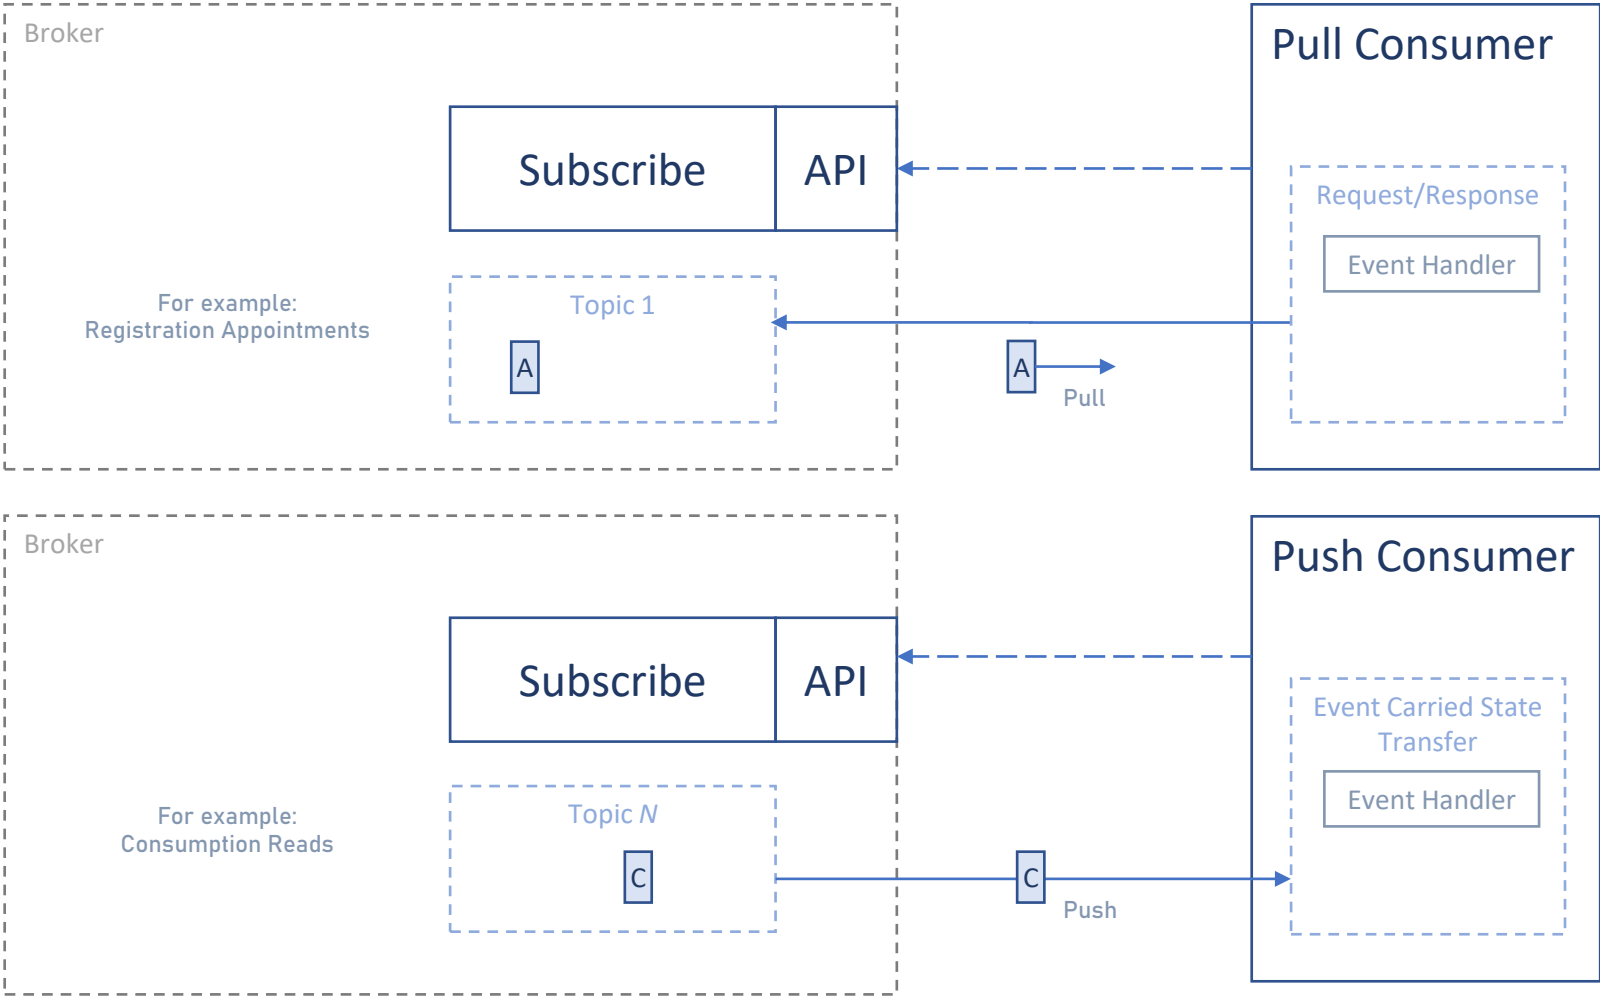 Broker
Pull Consumer
Subscribe
API
Request/Response
Event Handler
For example:
Registration Appointments
Topic 1
A
A
Pull
Broker
Push Consumer
Subscribe
API
Event Carried State
Transfer
Event Handler
For example:
Consumption Reads
Topic N
C
C
Push